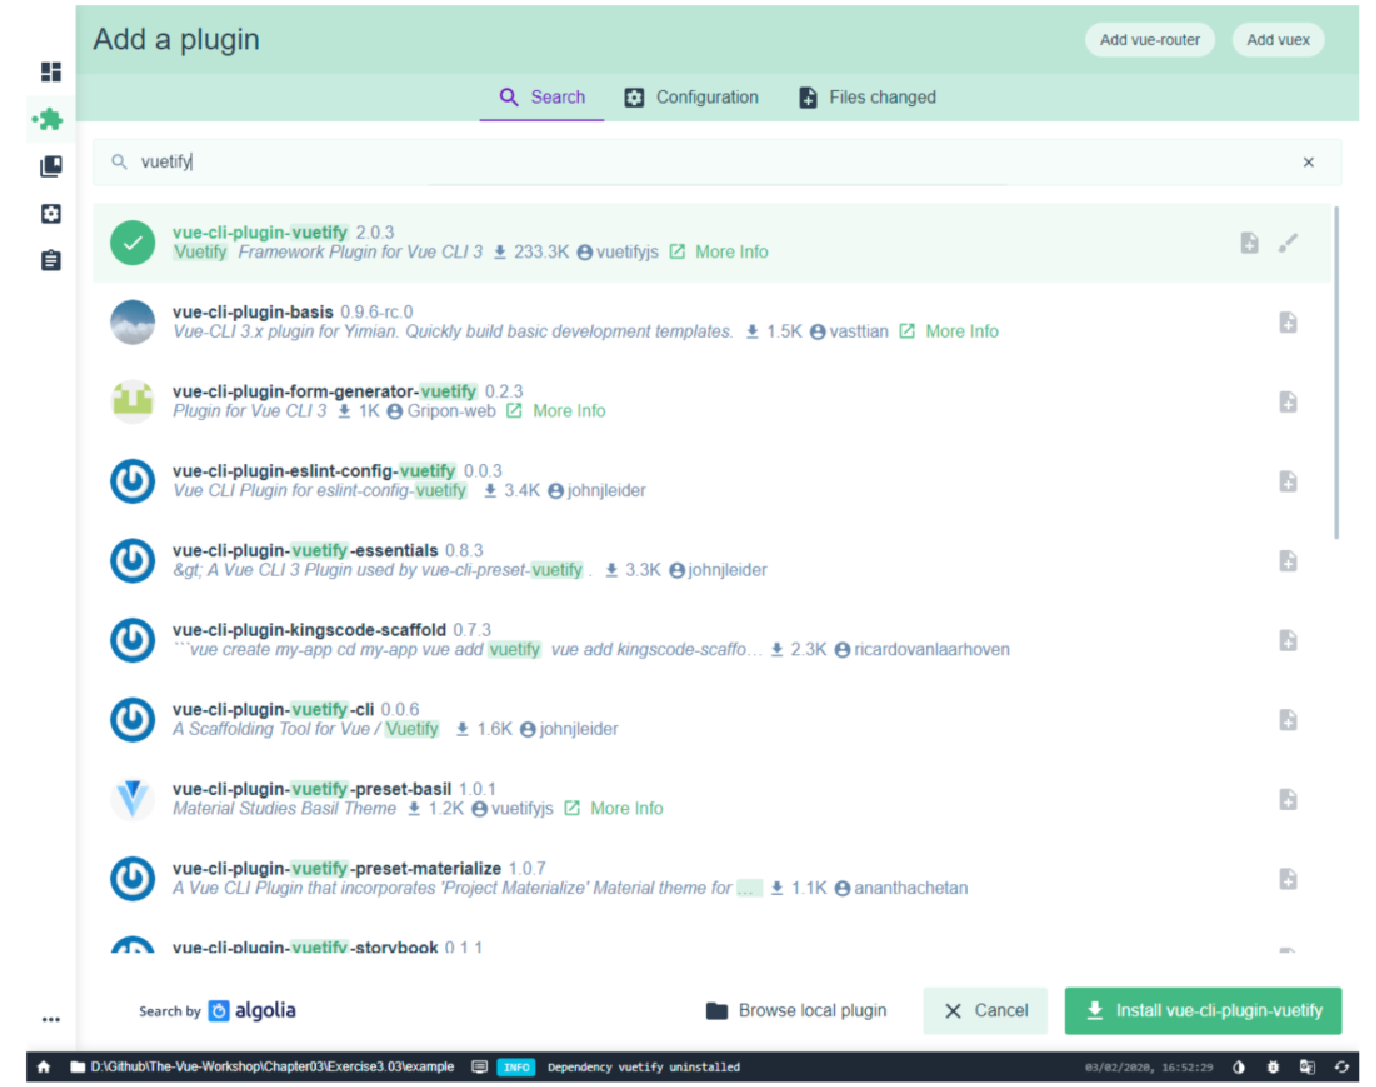 Add a plugin
Add vue-router
Add vuex
Search
Configuration
Files changed
vuetify
vue-cli-plugin-vuetify 2.0.3
Vuetify Framework Plugin for Vue CLI 3 233.3K vuetifyjs More Info
vue-cli-plugin-basis 0.9.6-rc.0
Vue-CLI 3.x plugin for Yimian. Quickly build basic development templates. 1.5K vasttian More Info
vue-cli-plugin-form-generator-vuetify 0.2.3
Plugin for Vue CLI 3 1K Gripon-web More Info
vue-cli-plugin-eslint-config-vuetify 0.0.3
Vue CLI Plugin for eslint-config-vuetify 3.4K johnjleider
vue-cli-plugin-vuetify-essentials 0.8.3
&gt; A Vue CLI 3 Plugin used by vue-cli-preset-vuetify . 3.3K johnjleider
vue-cli-plugin-kingscode-scaffold 0.7.3
```vue create my-app cd my-app vue add vuetify vue add kingscode-scaffo... 2.3K ricardovanlaarhoven
vue-cli-plugin-vuetify-cli 0.0.6
A Scaffolding Tool for Vue / Vuetify 1.6K johnjleider
vue-cli-plugin-vuetify-preset-basil 1.0.1
Material Studies Basil Theme 1.2K vuetifyjs More Info
vue-cli-plugin-vuetify-preset-materialize 1.0.7
A Vue CLI Plugin that incorporates 'Project Materialize' Material theme for ... 1.1K ananthachetan
vue-cli-plugin-vuetify-storybook 0.1.1
Search by algolia
Browse local plugin
Cancel
Install vue-cli-plugin-vuetify
D:\Github\The-Vue-Workshop\Chapter03\Exercise3.03\example INFO Dependency vuetify uninstalled 03/02/2020, 16:52:29